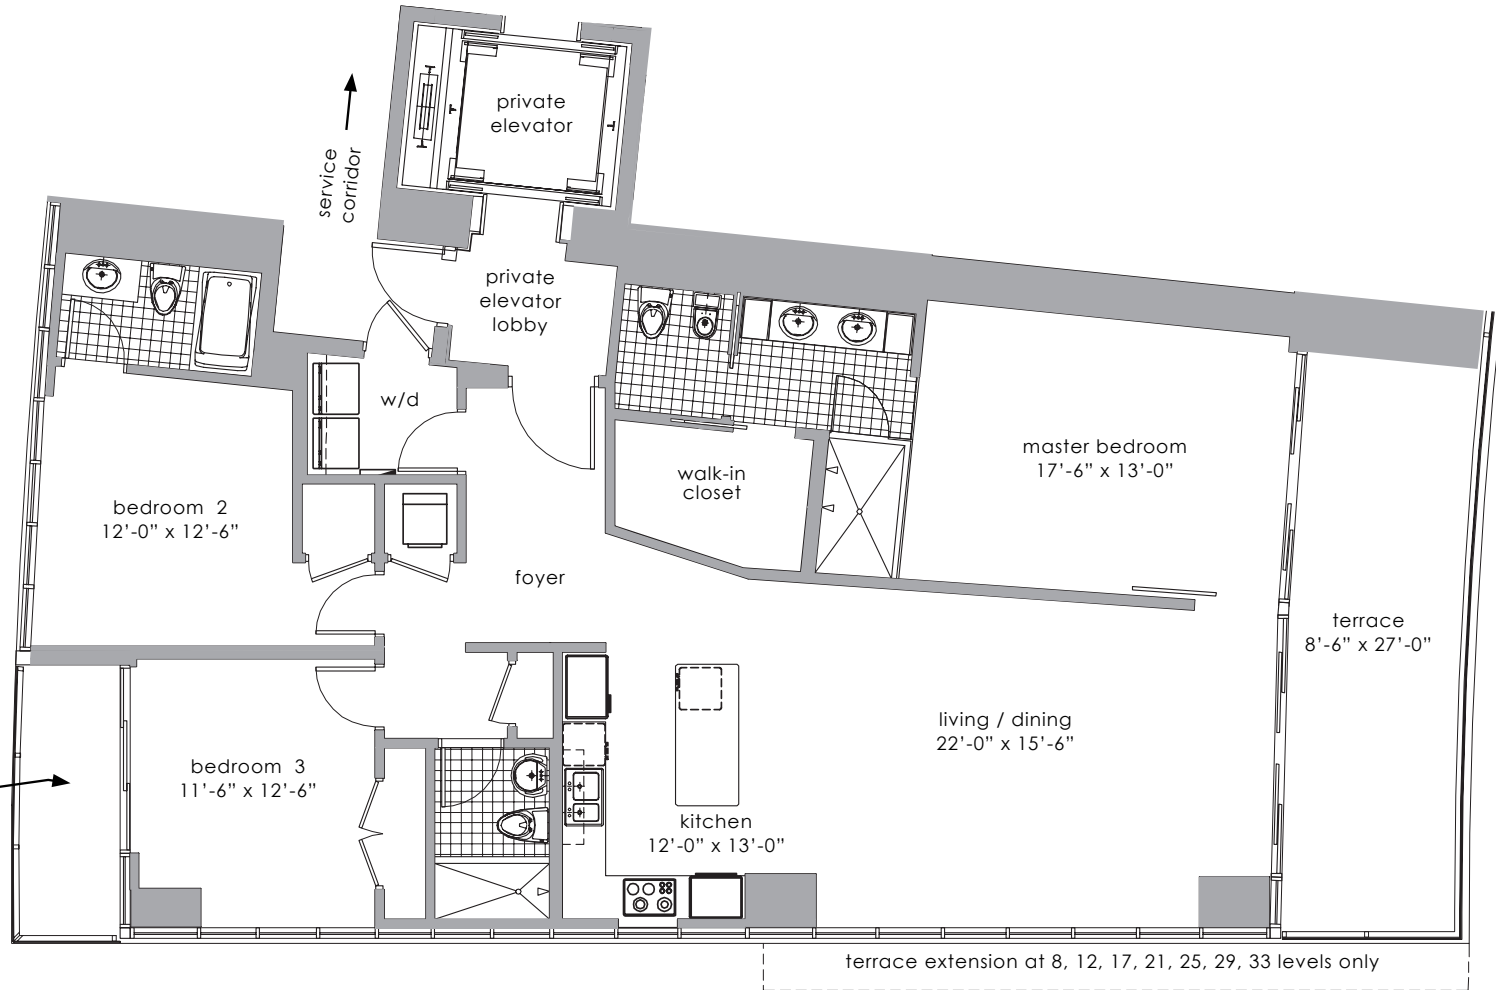 private
elevator
service
corridor
private
elevator
lobby
w/d
walk-in
closet
master bedroom
17’-6” x 13’-0”
bedroom 2
12’-0” x 12’-6”
foyer
terrace
8’-6” x 27’-0”
living / dining
22’-0” x 15’-6”
bedroom 3
11’-6” x 12’-6”
kitchen
12’-0” x 13’-0”
terrace extension at 8, 12, 17, 21, 25, 29, 33 levels only